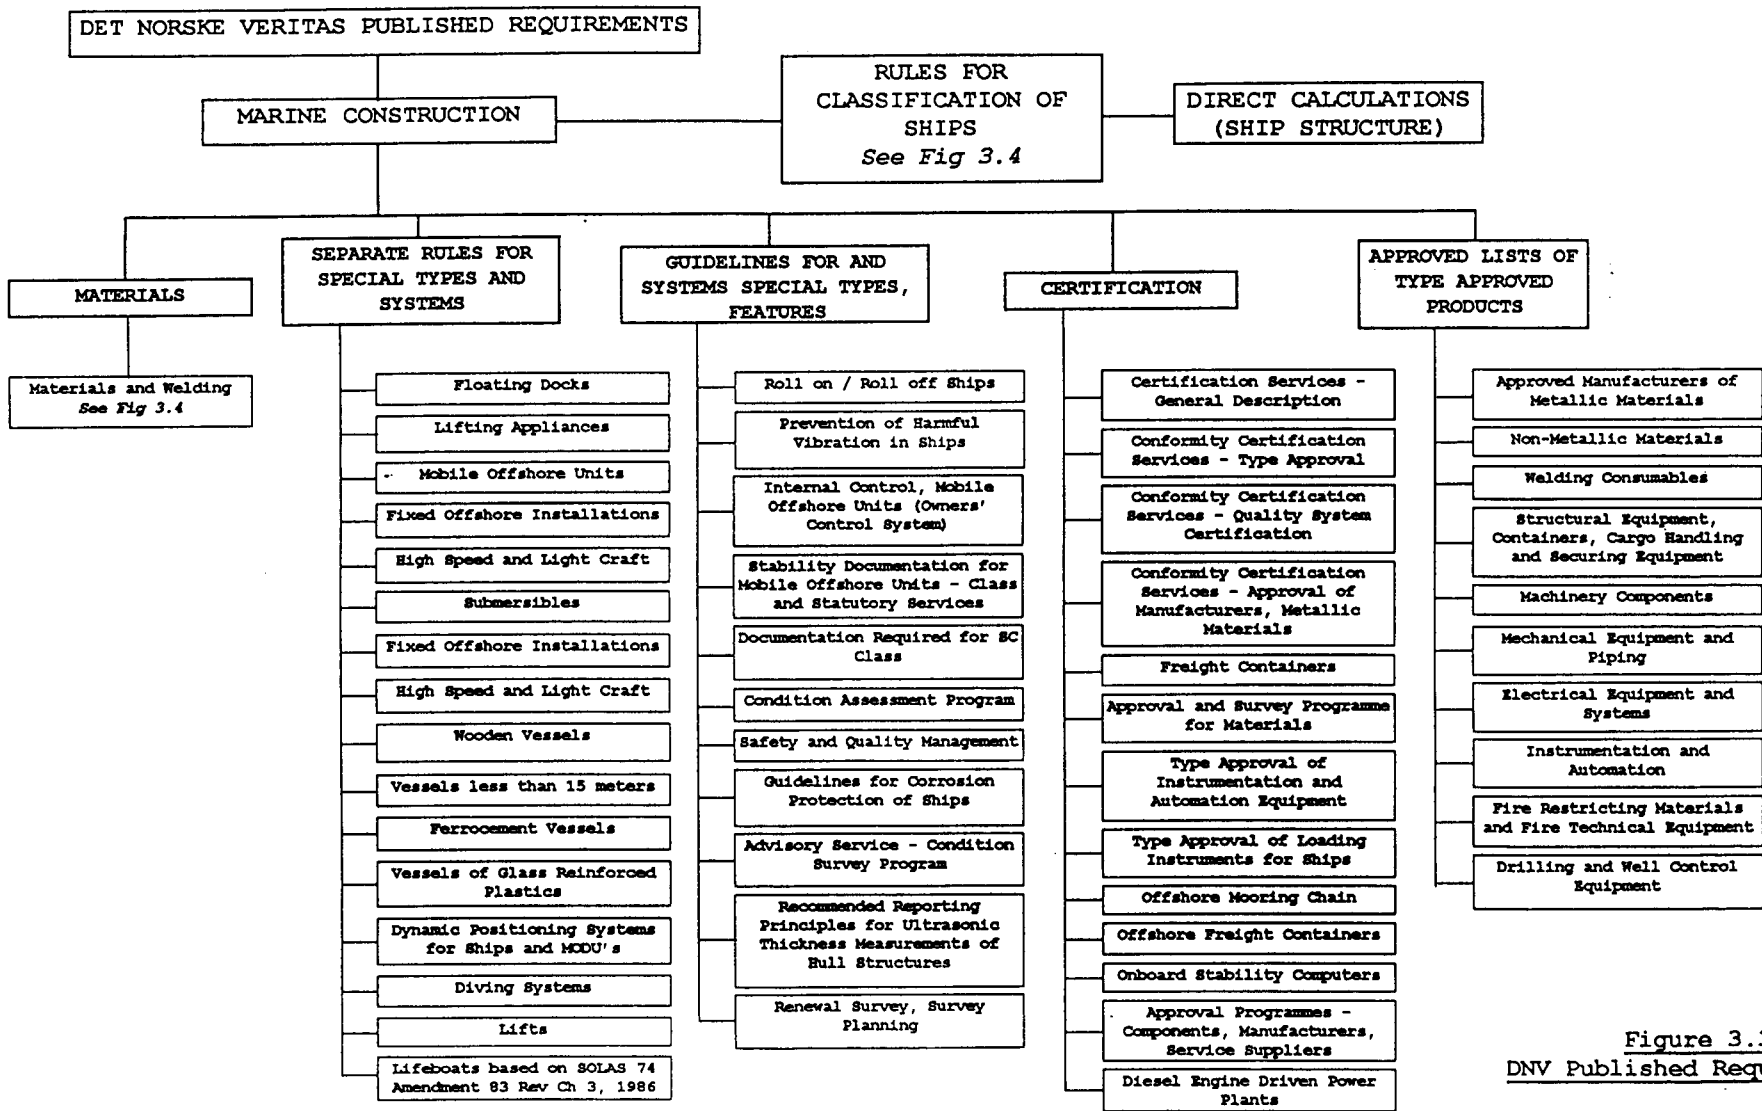 DET NORSKE VERITAS PUBLISHED REQUIREMENTS
MARINE CONSTRUCTION
RULES FOR
CLASSIFICATION OF
SHIPS
See Fig 3.4
DIRECT CALCULATIONS
(SHIP STRUCTURE)
MATERIALS
Materials and Welding
See Fig 3.4
SEPARATE RULES FOR
SPECIAL TYPES AND
SYSTEMS
Floating Docks
Lifting Appliances
Mobile Offshore Units
Fixed Offshore Installations
High Speed and Light Craft
Submersibles
Fixed Offshore Installations
High Speed and Light Craft
Wooden Vessels
Vessels less than 15 meters
Ferrocement Vessels
Vessels of Glass Reinforced
Plastics
Dynamic Positioning Systems
for Ships and MODU's
Diving Systems
Lifts
Lifeboats based on SOLAS 74
Amendment 83 Rev Ch 3, 1986
GUIDELINES FOR AND
SYSTEMS SPECIAL TYPES,
FEATURES
Roll on / Roll off Ships
Prevention of Harmful
Vibration in Ships
Internal Control, Mobile
Offshore Units (Owners'
Control System)
Stability Documentation for
Mobile Offshore Units - Class
and Statutory Services
Documentation Required for SC
Class
Condition Assessment Program
Safety and Quality Management
Guidelines for Corrosion
Protection of Ships
Advisory Service - Condition
Survey Program
Recommended Reporting
Principles for Ultrasonic
Thickness Measurements of
Hull Structures
Renewal Survey, Survey
Planning
CERTIFICATION
Certification Services -
General Description
Conformity Certification
Services - Type Approval
Conformity Certification
Services - Quality System
Certification
Conformity Certification
Services - Approval of
Manufacturers, Metallic
Materials
Freight Containers
Approval and Survey Programme
for Materials
Type Approval of
Instrumentation and
Automation Equipment
Type Approval of Loading
Instruments for Ships
Offshore Mooring Chain
Offshore Freight Containers
Onboard Stability Computers
Approval Programmes -
Components, Manufacturers,
Service Suppliers
Diesel Engine Driven Power
Plants
APPROVED LISTS OF
TYPE APPROVED
PRODUCTS
Approved Manufacturers of
Metallic Materials
Non-Metallic Materials
Welding Consumables
Structural Equipment,
Containers, Cargo Handling
and Securing Equipment
Machinery Components
Mechanical Equipment and
Piping
Electrical Equipment and
Systems
Instrumentation and
Automation
Fire Restricting Materials
and Fire Technical Equipment
Drilling and Well Control
Equipment
Figure 3.
DNV Published Requ